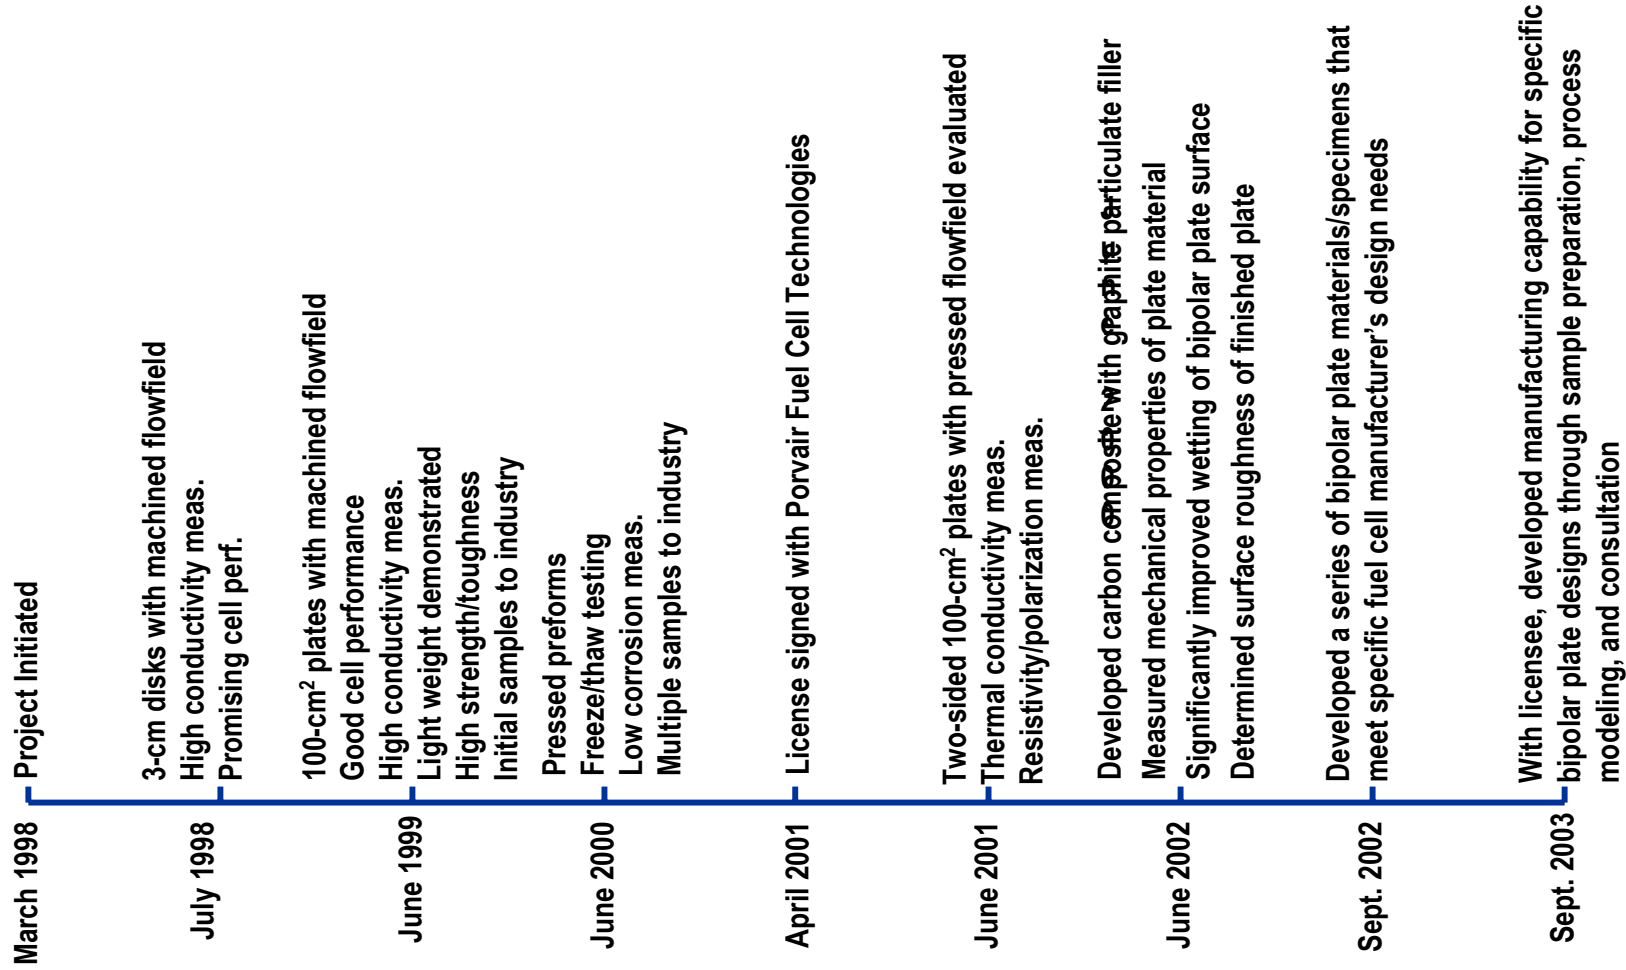 March 1998
Project Initiated
July 1998
3-cm disks with machined flowfield
High conductivity meas.
Promising cell perf.
June 1999
100-cm² plates with machined flowfield
Good cell performance
High conductivity meas.
Light weight demonstrated
High strength/toughness
Initial samples to industry
June 2000
Pressed preforms
Freeze/thaw testing
Low corrosion meas.
Multiple samples to industry
April 2001
License signed with Porvair Fuel Cell Technologies
June 2001
Two-sided 100-cm² plates with pressed flowfield evaluated
Thermal conductivity meas.
Resistivity/polarization meas.
June 2002
Developed carbon composite with graphite particulate filler
Measured mechanical properties of plate material
Significantly improved wetting of bipolar plate surface
Determined surface roughness of finished plate
Sept. 2002
Developed a series of bipolar plate materials/specimens that
meet specific fuel cell manufacturer’s design needs
Sept. 2003
With licensee, developed manufacturing capability for specific
bipolar plate designs through sample preparation, process
modeling, and consultation